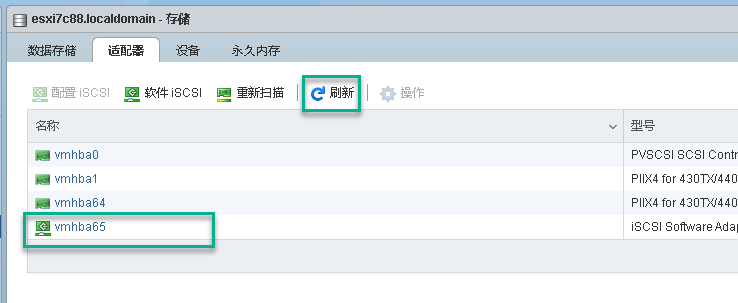 esxi7c88.localdomain - 存储
数据存储 适配器 设备 永久内存
配置 iSCSI 软件 iSCSI 重新扫描 刷新 操作
名称 型号
vmhba0 PVSCSI SCSI Contr
vmhba1 PIIX4 for 430TX/440
vmhba64 PIIX4 for 430TX/440
vmhba65 iSCSI Software Adap